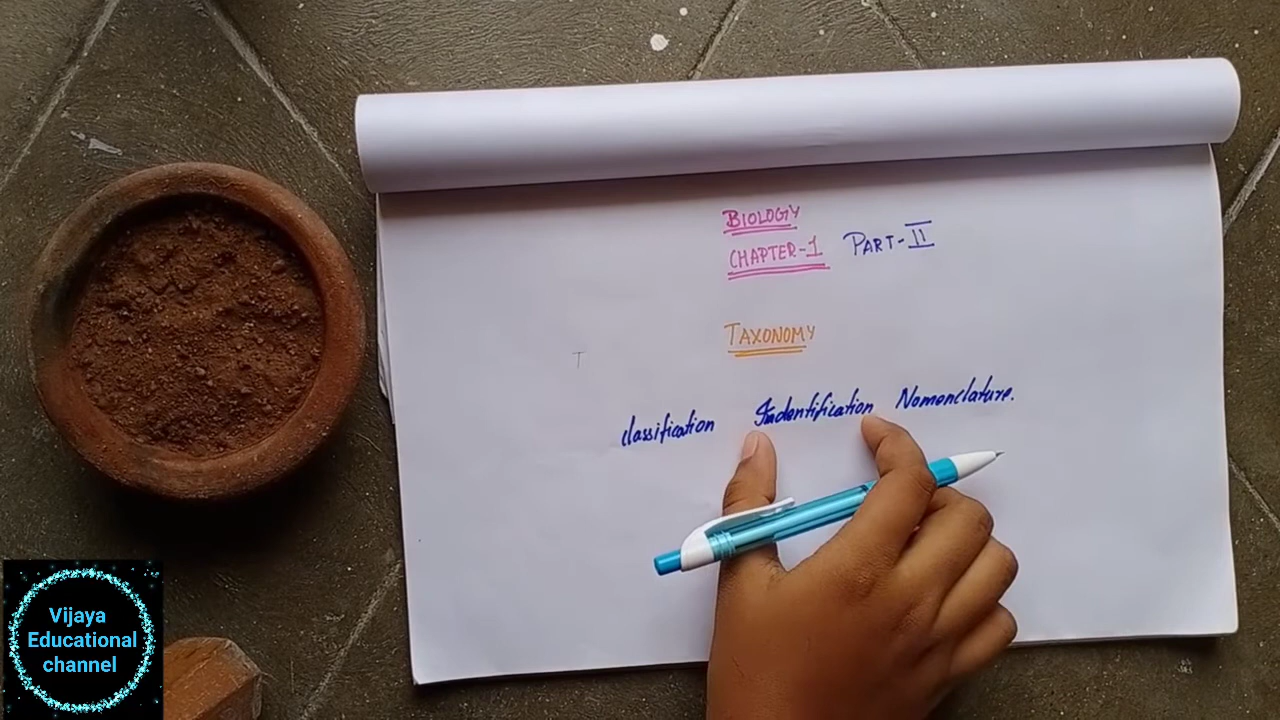 BIOLOGY
CHAPTER-1 PART-II
TAXONOMY
T
Classification Indentification Nomenclature.
Vijaya
Educational
channel